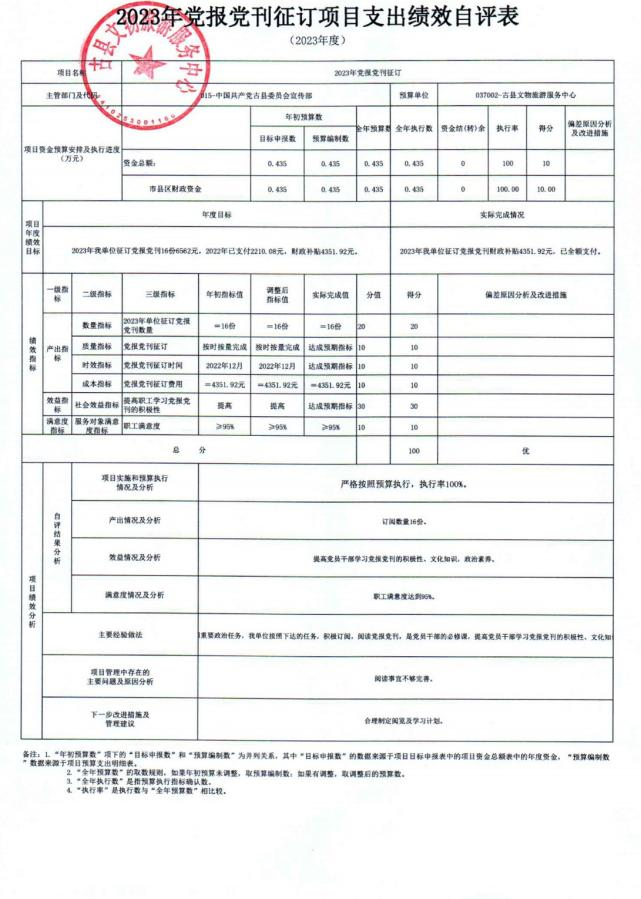 2023年党报党刊征订项目支出绩效自评表
（2023年度）
古县文物旅游服务中心
项目名称 2023年党报党刊征订
主管部门及代码 015-中国共产党古县委员会宣传部 预算单位 037002-古县文物旅游服务中心
项目资金预算安排及执行进度（万元） 年初预算数 全年预算数 全年执行数 资金结(转)余 执行率 得分 偏差原因分析及改进措施
目标申报数 预算编制数
资金总额： 0.435 0.435 0.435 0.435 0 100 10
市县区财政资金 0.435 0.435 0.435 0.435 0 100.00 10.00
项目年度绩效目标 年度目标 实际完成情况
2023年我单位征订党报党刊16份6562元，2022年已支付2210.08元，财政补贴4351.92元。 2023年我单位征订党报党刊财政补贴4351.92元，已全额支付。
绩效指标 一级指标 二级指标 三级指标 年初指标值 调整后指标值 实际完成值 分值 得分 偏差原因分析及改进措施
产出指标 数量指标 2023年单位征订党报党刊数量 ＝16份 ＝16份 ＝16份 20 20
质量指标 党报党刊征订 按时按量完成 按时按量完成 达成预期指标 10 10
时效指标 党报党刊征订时间 2022年12月 2022年12月 达成预期指标 10 10
成本指标 党报党刊征订费用 ＝4351.92元 ＝4351.92元 ＝4351.92元 10 10
效益指标 社会效益指标 提高职工学习党报党刊的积极性 提高 提高 达成预期指标 30 30
满意度指标 服务对象满意度指标 职工满意度 ≥95% ≥95% ≥95% 10 10
总 分 100 优
项目绩效分析 自评结果分析 项目实施和预算执行情况及分析 严格按照预算执行，执行率100%。
产出情况及分析 订阅数量16份。
效益情况及分析 提高党员干部学习党报党刊的积极性、文化知识，政治素养。
满意度情况及分析 职工满意度达到95%。
主要经验做法 重要政治任务，我单位按照下达的任务，积极订阅，阅读党报党刊，是党员干部的必修课，提高党员干部学习党报党刊的积极性、文化知
项目管理中存在的主要问题及原因分析 阅读事宜不够完善。
下一步改进措施及管理建议 合理制定阅览及学习计划。
备注：1.“年初预算数”项下的“目标申报数”和“预算编制数”为并列关系，其中“目标申报数”的数据来源于项目目标申报表中的项目资金总额表中的年度资金，“预算编制数
”数据来源于项目预算支出明细表。
2.“全年预算数”的取数规则，如果年初预算未调整，取预算编制数；如果有调整，取调整后的预算数。
3.“全年执行数”是指预算执行指标确认数。
4.“执行率”是执行数与“全年预算数”相比较。